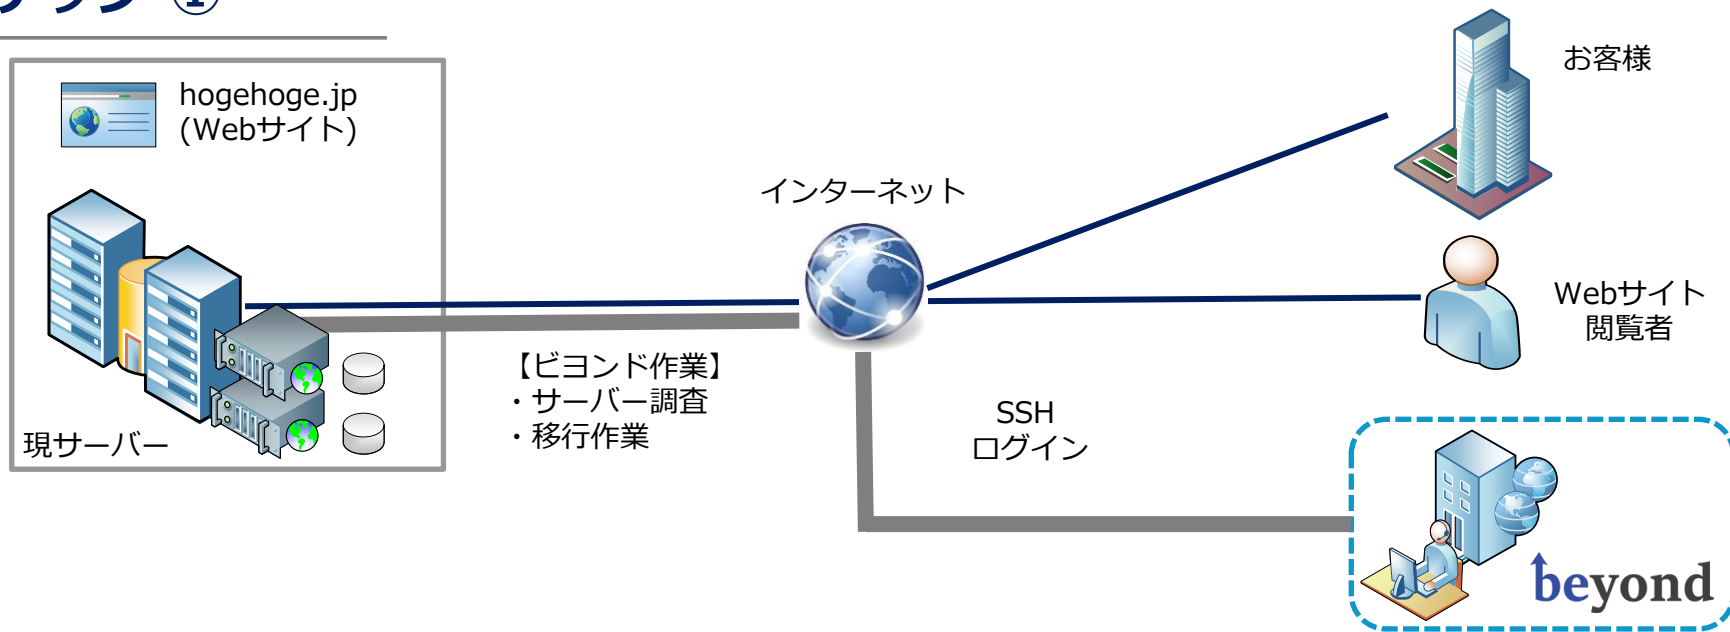 ①
hogehoge.jp
(Webサイト)
現サーバー
インターネット
【ビヨンド作業】
・サーバー調査
・移行作業
SSH
ログイン
お客様
Webサイト
閲覧者
beyond